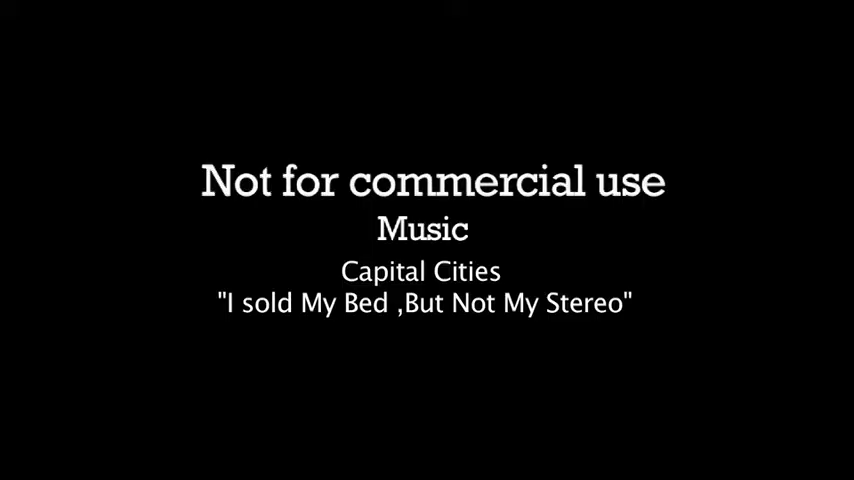 Not for commercial use
Music
Capital Cities
"I sold My Bed ,But Not My Stereo"